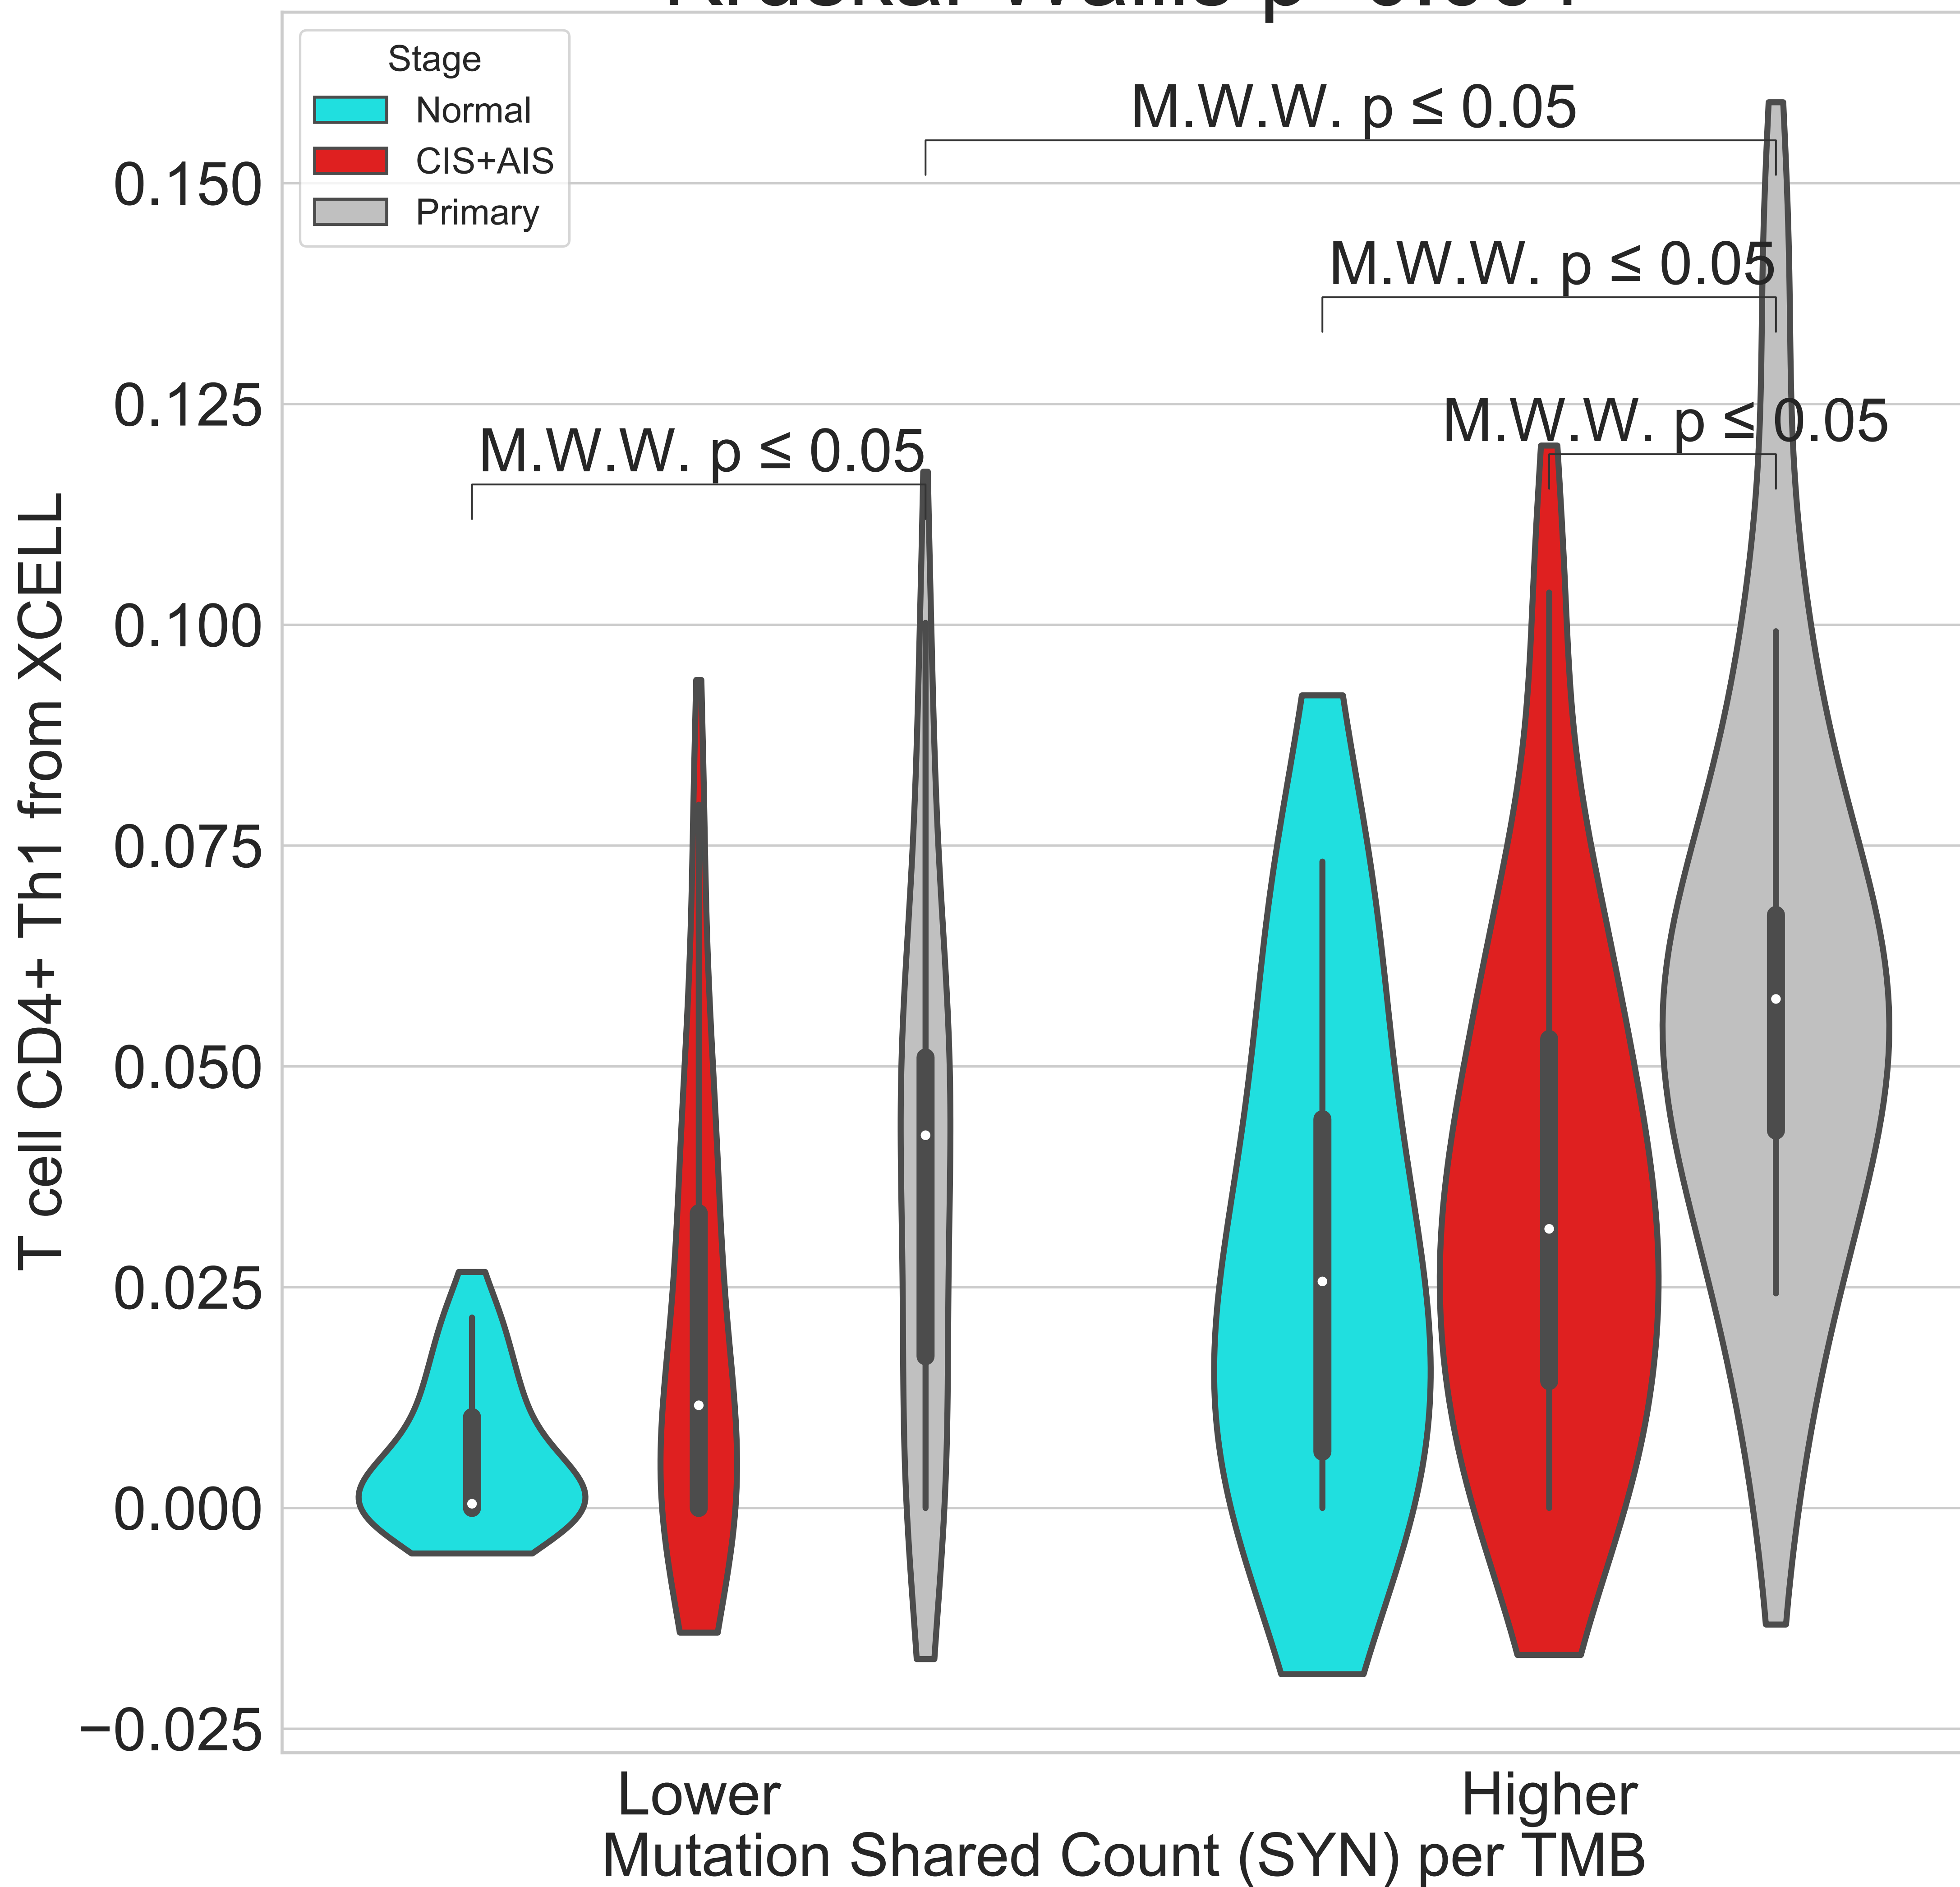 Stage
Normal
CIS+AIS
Primary
M.W.W. p ≤ 0.05
M.W.W. p ≤ 0.05
M.W.W. p ≤ 0.05
M.W.W. p ≤ 0.05
0.150
0.125
0.100
0.075
0.050
0.025
0.000
−0.025
T cell CD4+ Th1 from XCELL
Lower
Higher
Mutation Shared Count (SYN) per TMB